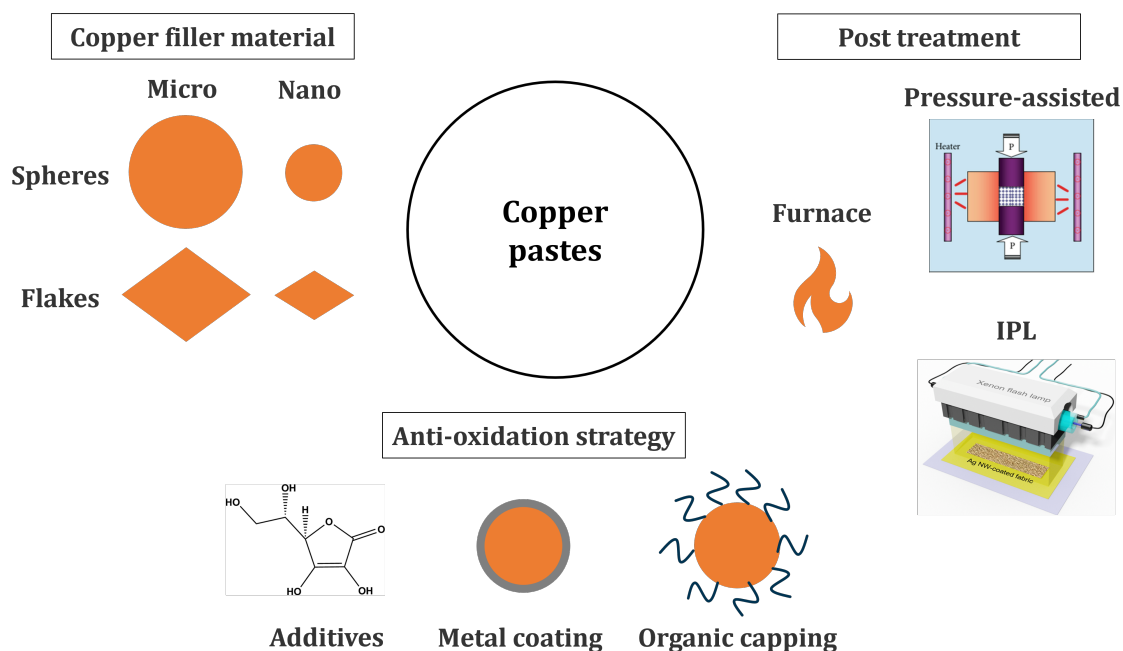 Copper filler material
Post treatment
Micro
Nano
Pressure-assisted
Spheres
Flakes
Copper
pastes
Furnace
Heater
P
P
IPL
Xenon flash lamp
Ag NW-coated fabric
Anti-oxidation strategy
OH
HO
H
O
O
HO
OH
Additives
Metal coating
Organic capping